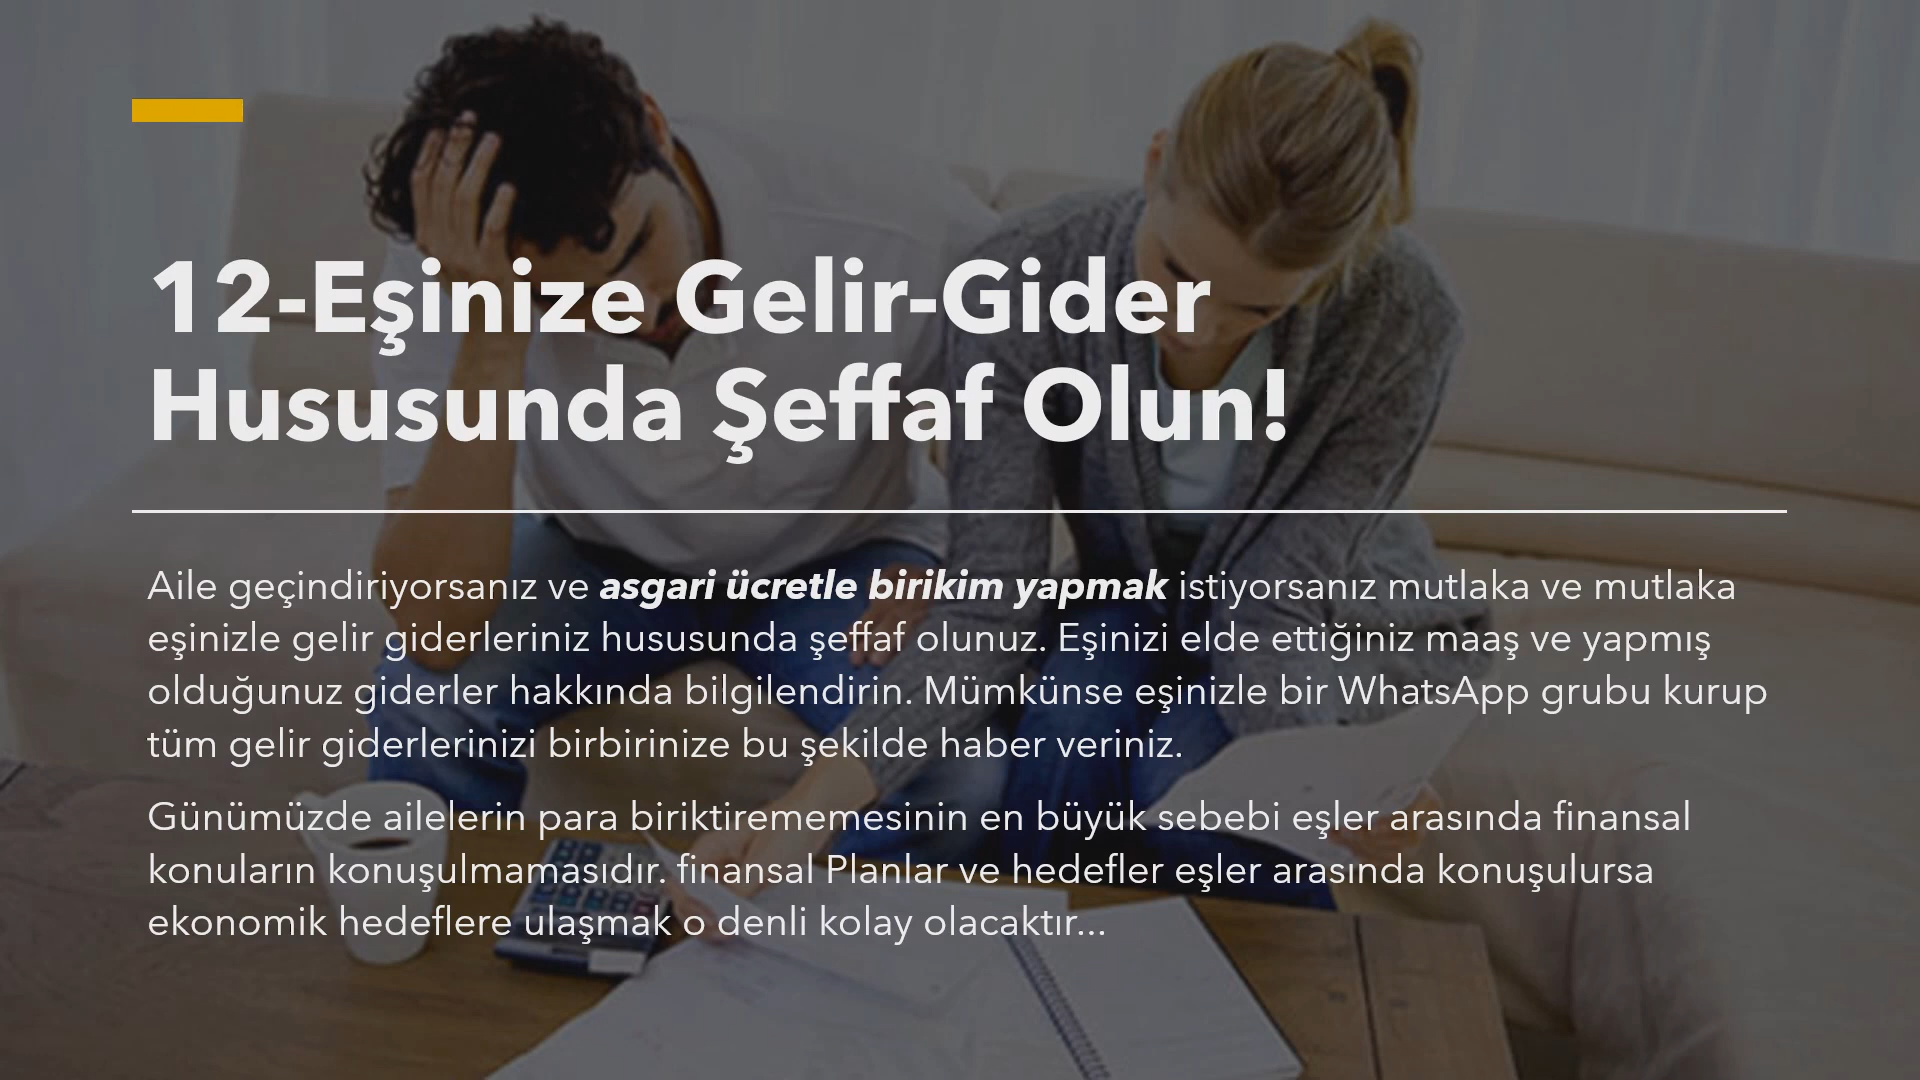 12-Eşinize Gelir-Gider
Hususunda Şeffaf Olun!
Aile geçindiriyorsanız ve asgari ücretle birikim yapmak istiyorsanız mutlaka ve mutlaka
eşinizle gelir giderleriniz hususunda şeffaf olunuz. Eşinizi elde ettiğiniz maaş ve yapmış
olduğunuz giderler hakkında bilgilendirin. Mümkünse eşinizle bir WhatsApp grubu kurup
tüm gelir giderlerinizi birbirinize bu şekilde haber veriniz.
Günümüzde ailelerin para biriktirememesinin en büyük sebebi eşler arasında finansal
konuların konuşulmamasıdır. finansal Planlar ve hedefler eşler arasında konuşulursa
ekonomik hedeflere ulaşmak o denli kolay olacaktır...